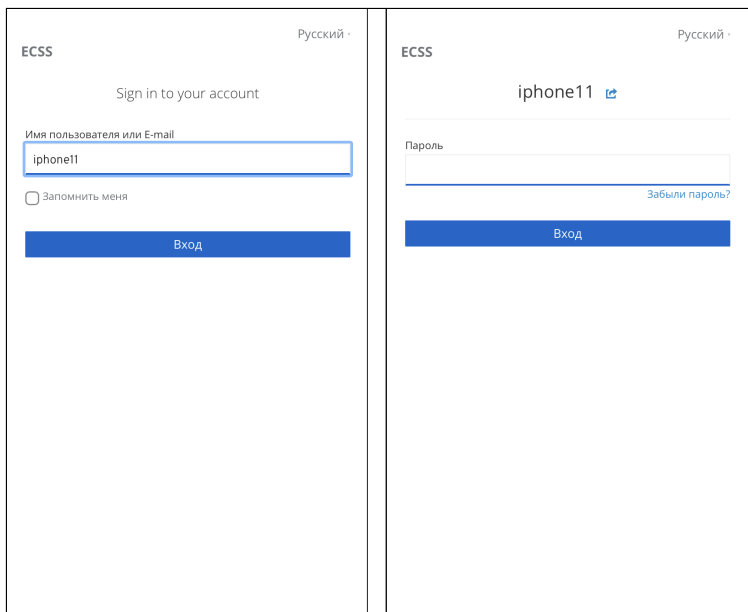 Русский
ECSS
Sign in to your account
Имя пользователя или E-mail
iphone11
Запомнить меня
Вход
Русский
ECSS
iphone11
Пароль
Забыли пароль?
Вход